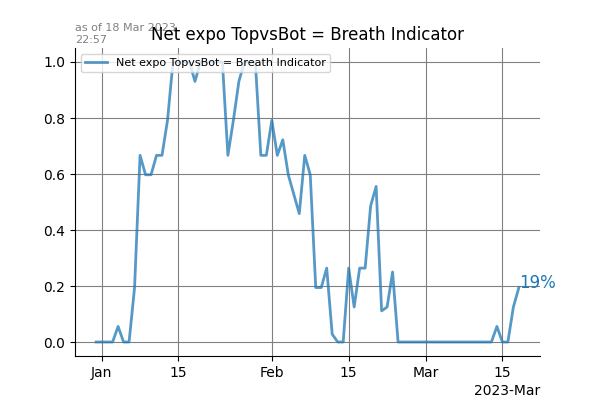 as of 18 Mar 2023
22:57
Net expo TopvsBot = Breath Indicator
Net expo TopvsBot = Breath Indicator
1.0
0.8
0.6
0.4
0.2
0.0
19%
Jan
15
Feb
15
Mar
15
2023-Mar